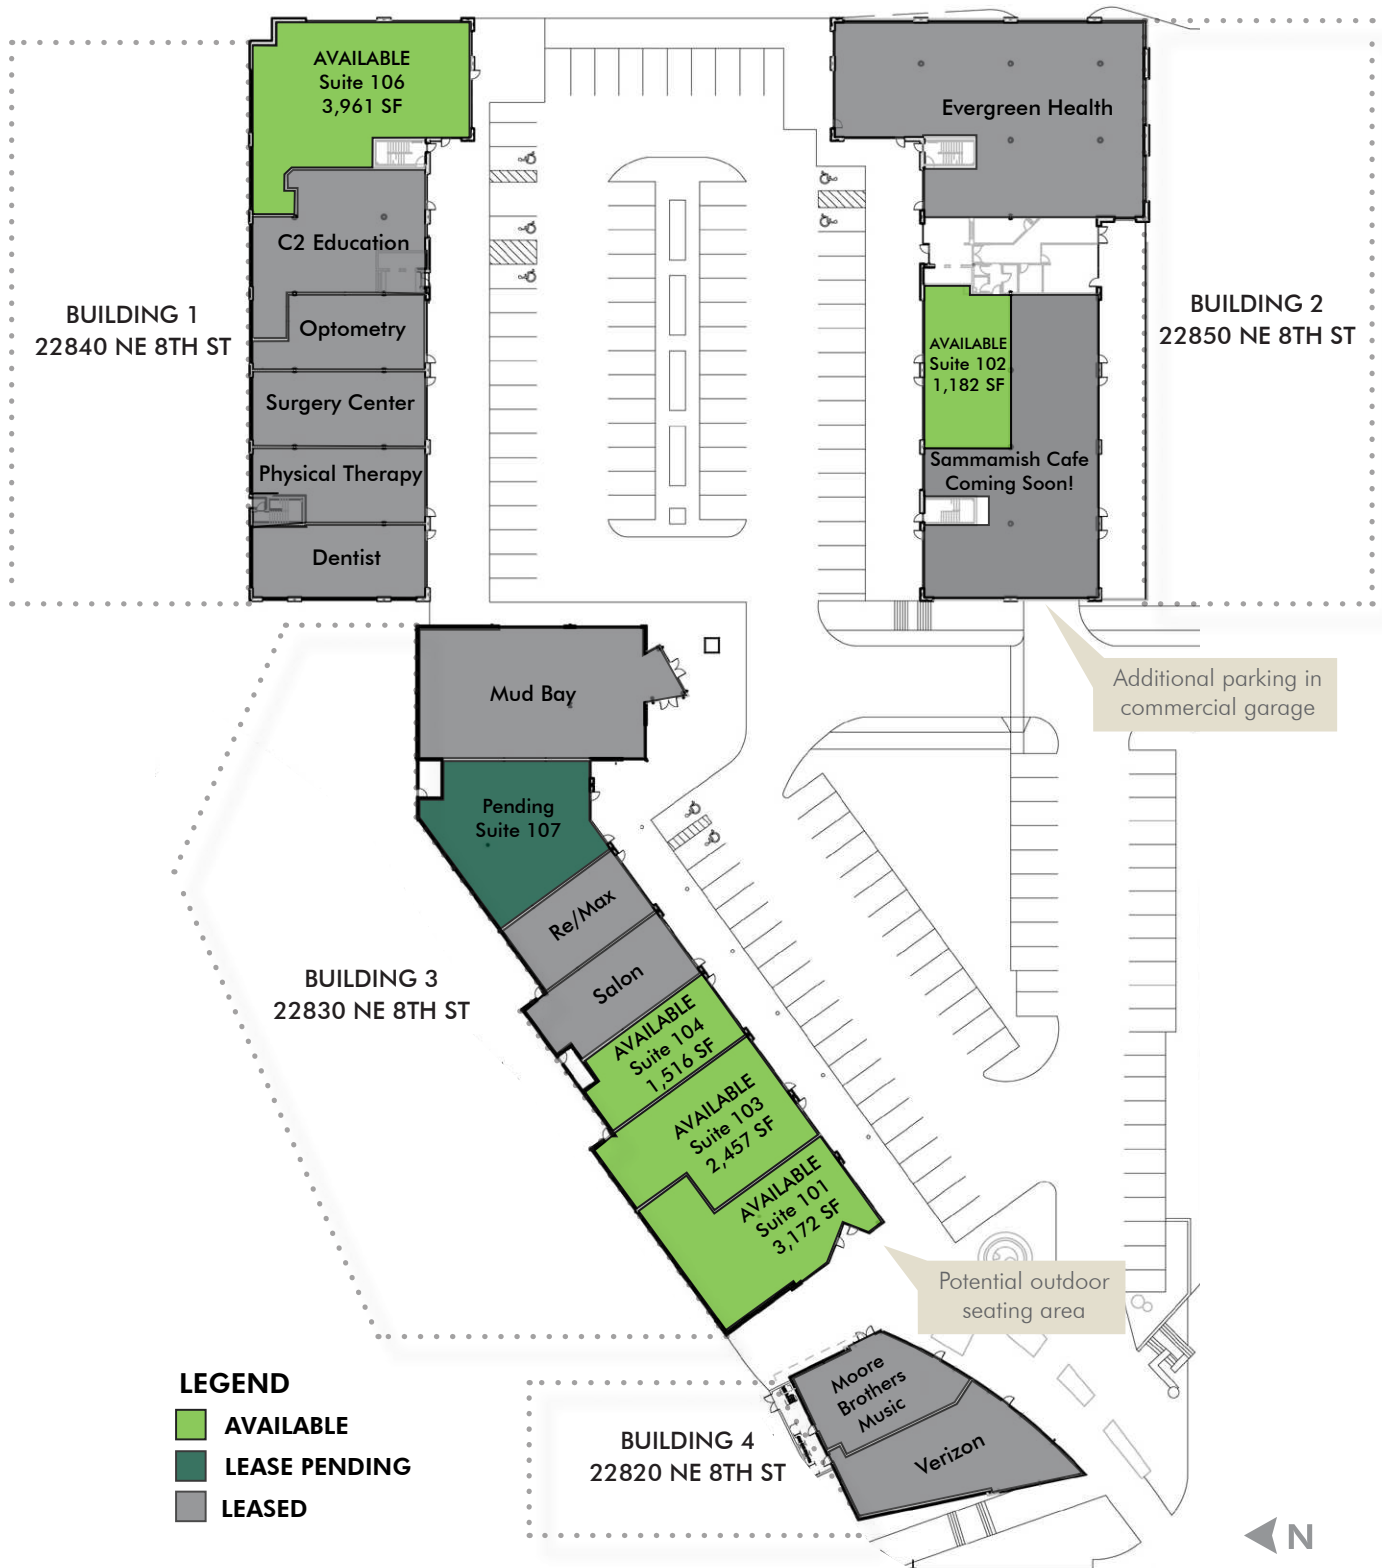 AVAILABLE
Suite 106
3,961 SF
Evergreen Health
C2 Education
BUILDING 1
22840 NE 8TH ST
Optometry
Surgery Center
Physical Therapy
Dentist
BUILDING 2
22850 NE 8TH ST
AVAILABLE
Suite 102
1,182 SF
Sammamish Cafe
Coming Soon!
Additional parking in
commercial garage
Mud Bay
Pending
Suite 107
Re/Max
Salon
BUILDING 3
22830 NE 8TH ST
AVAILABLE
Suite 104
1,516 SF
AVAILABLE
Suite 103
2,457 SF
AVAILABLE
Suite 101
3,172 SF
Potential outdoor
seating area
Moore
Brothers
Music
Verizon
BUILDING 4
22820 NE 8TH ST
LEGEND
AVAILABLE
LEASE PENDING
LEASED
N